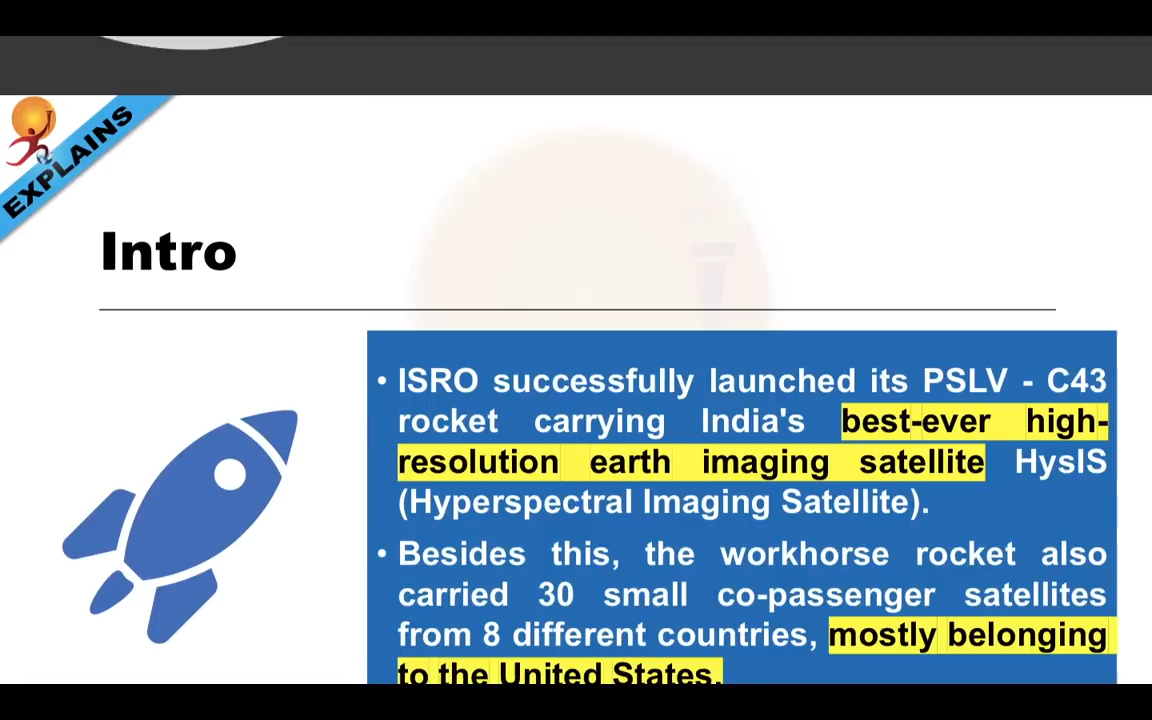 EXPLAINS
Intro
• ISRO successfully launched its PSLV - C43
rocket carrying India's best-ever high-
resolution earth imaging satellite HysIS
(Hyperspectral Imaging Satellite).
• Besides this, the workhorse rocket also
carried 30 small co-passenger satellites
from 8 different countries, mostly belonging
to the United States.